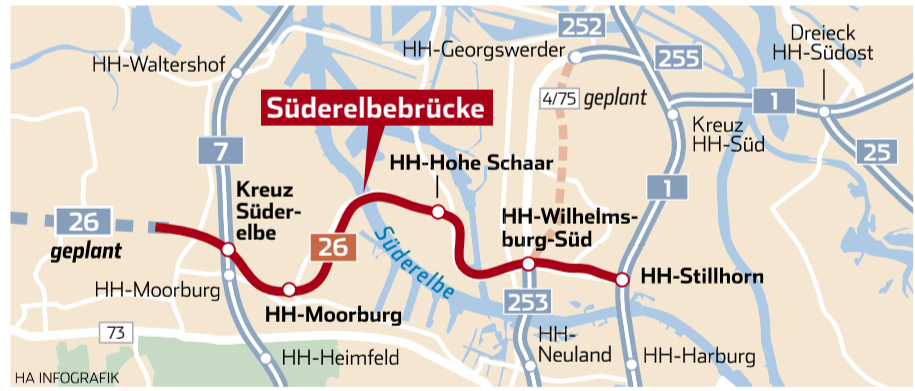 252
Dreieck
HH-Südost
HH-Georgswerder
255
HH-Waltershof
4/75 geplant
1
Süderelbebrücke
Kreuz
HH-Süd
7
25
HH-Hohe Schaar
1
Kreuz
Süder-
elbe
26
geplant
HH-Wilhelms-
burg-Süd
26
Süderelbe
HH-Stillhorn
HH-Moorburg
253
HH-Moorburg
73
HH-
Neuland
HH-Heimfeld
HH-Harburg
HA INFOGRAFIK